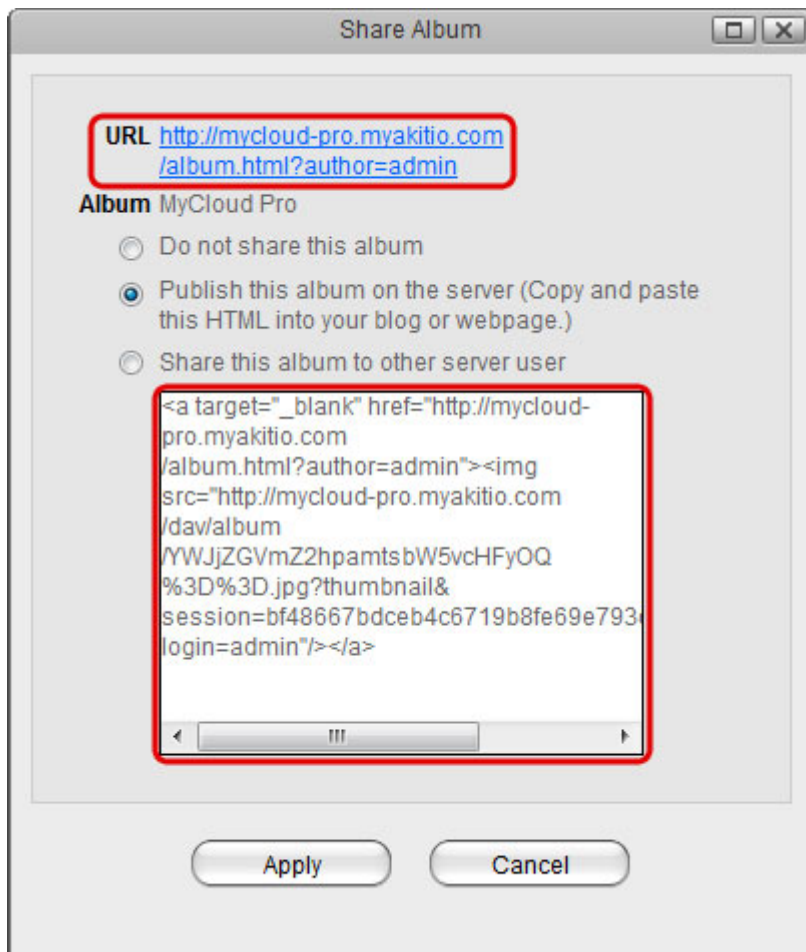 Share Album
URL http://mycloud-pro.myakitio.com
/album.html?author=admin
Album MyCloud Pro
Do not share this album
Publish this album on the server (Copy and paste
this HTML into your blog or webpage.)
Share this album to other server user
<a target="_blank" href="http://mycloud-
pro.myakitio.com
/album.html?author=admin"><img
src="http://mycloud-pro.myakitio.com
/dav/album
/YWJjZGVmZ2hpamtsbW5vcHFyOQ
%3D%3D.jpg?thumbnail&
session=bf48667bdceb4c6719b8fe69e793
login=admin"/></a>
Apply Cancel